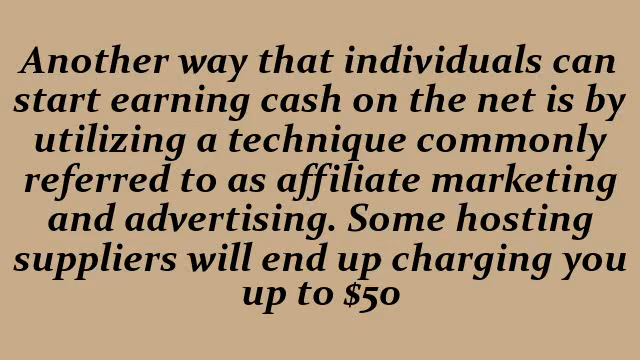 Another way that individuals can
start earning cash on the net is by
utilizing a technique commonly
referred to as affiliate marketing
and advertising. Some hosting
suppliers will end up charging you
up to $50